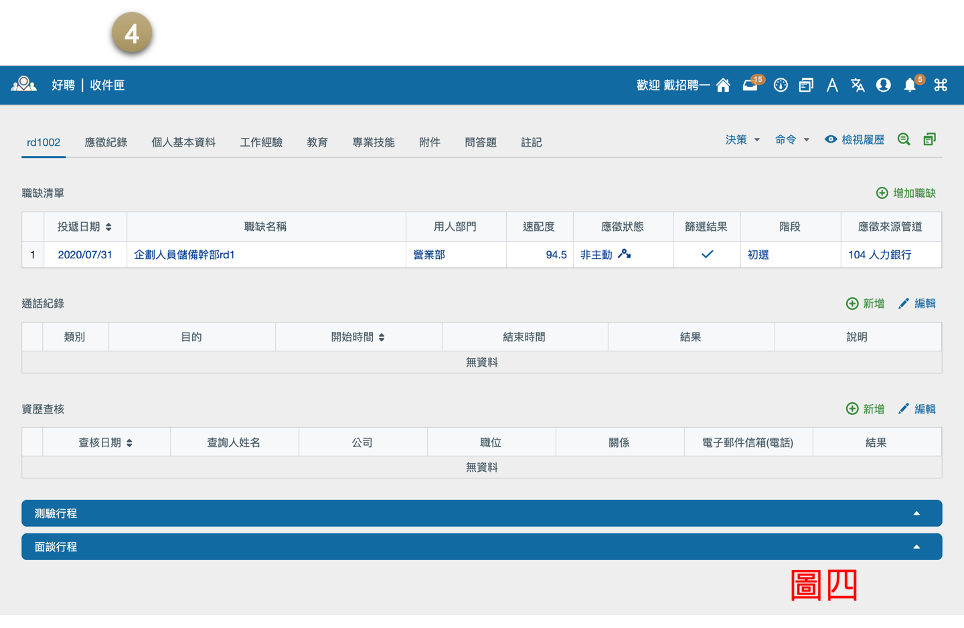 4
好聘 | 收件匣 歡迎 戴招聘一 15 5
rd1002 應徵紀錄 個人基本資料 工作經驗 教育 專業技能 附件 問答題 註記 決策 命令 檢視履歷
職缺清單 增加職缺
投遞日期 職缺名稱 用人部門 速配度 應徵狀態 篩選結果 階段 應徵來源管道
1 2020/07/31 企劃人員儲備幹部rd1 營業部 94.5 非主動 初選 104 人力銀行
通話紀錄 新增 編輯
類別 目的 開始時間 結束時間 結果 說明
無資料
資歷查核 新增 編輯
查核日期 查詢人姓名 公司 職位 關係 電子郵件信箱(電話) 結果
無資料
測驗行程
面談行程
圖四